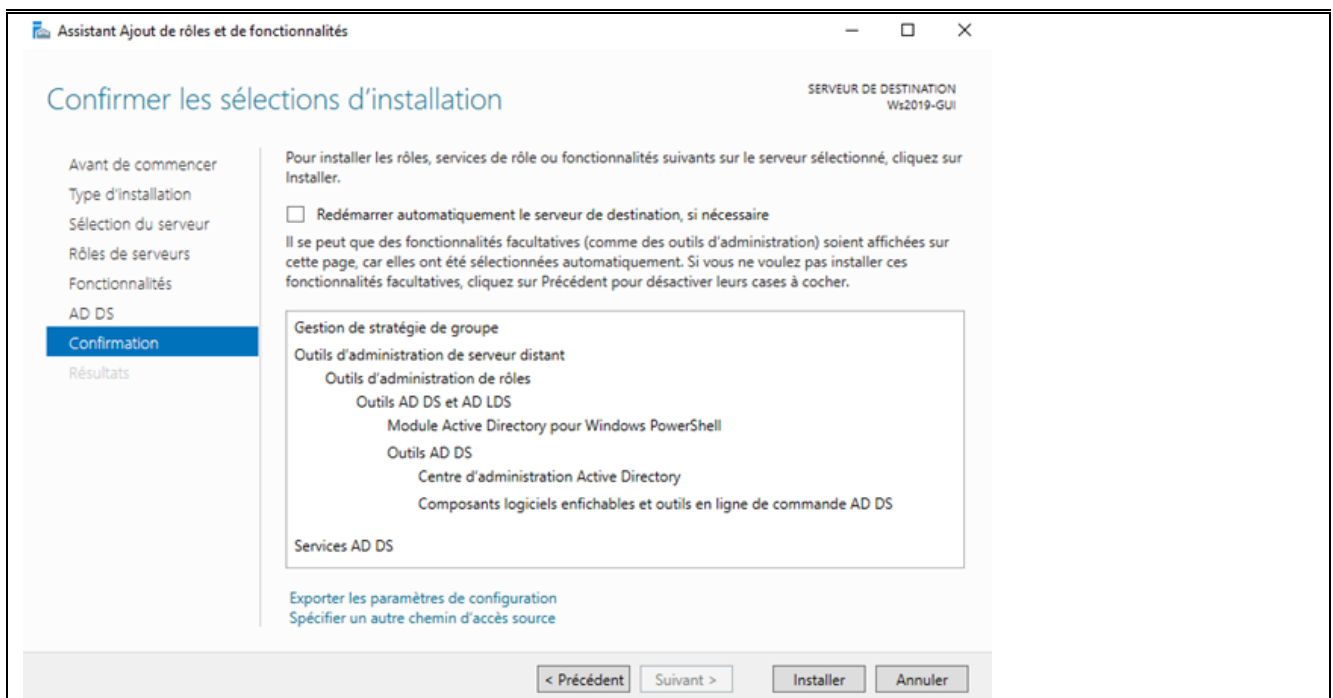 Assistant Ajout de rôles et de fonctionnalités
Confirmer les sélections d'installation
SERVEUR DE DESTINATION
Ws2019-GUI
Avant de commencer
Type d'installation
Sélection du serveur
Rôles de serveurs
Fonctionnalités
AD DS
Confirmation
Résultats
Pour installer les rôles, services de rôle ou fonctionnalités suivants sur le serveur sélectionné, cliquez sur
Installer.
Redémarrer automatiquement le serveur de destination, si nécessaire
Il se peut que des fonctionnalités facultatives (comme des outils d'administration) soient affichées sur
cette page, car elles ont été sélectionnées automatiquement. Si vous ne voulez pas installer ces
fonctionnalités facultatives, cliquez sur Précédent pour désactiver leurs cases à cocher.
Gestion de stratégie de groupe
Outils d'administration de serveur distant
Outils d'administration de rôles
Outils AD DS et AD LDS
Module Active Directory pour Windows PowerShell
Outils AD DS
Centre d'administration Active Directory
Composants logiciels enfichables et outils en ligne de commande AD DS
Services AD DS
Exporter les paramètres de configuration
Spécifier un autre chemin d'accès source
< Précédent Suivant > Installer Annuler